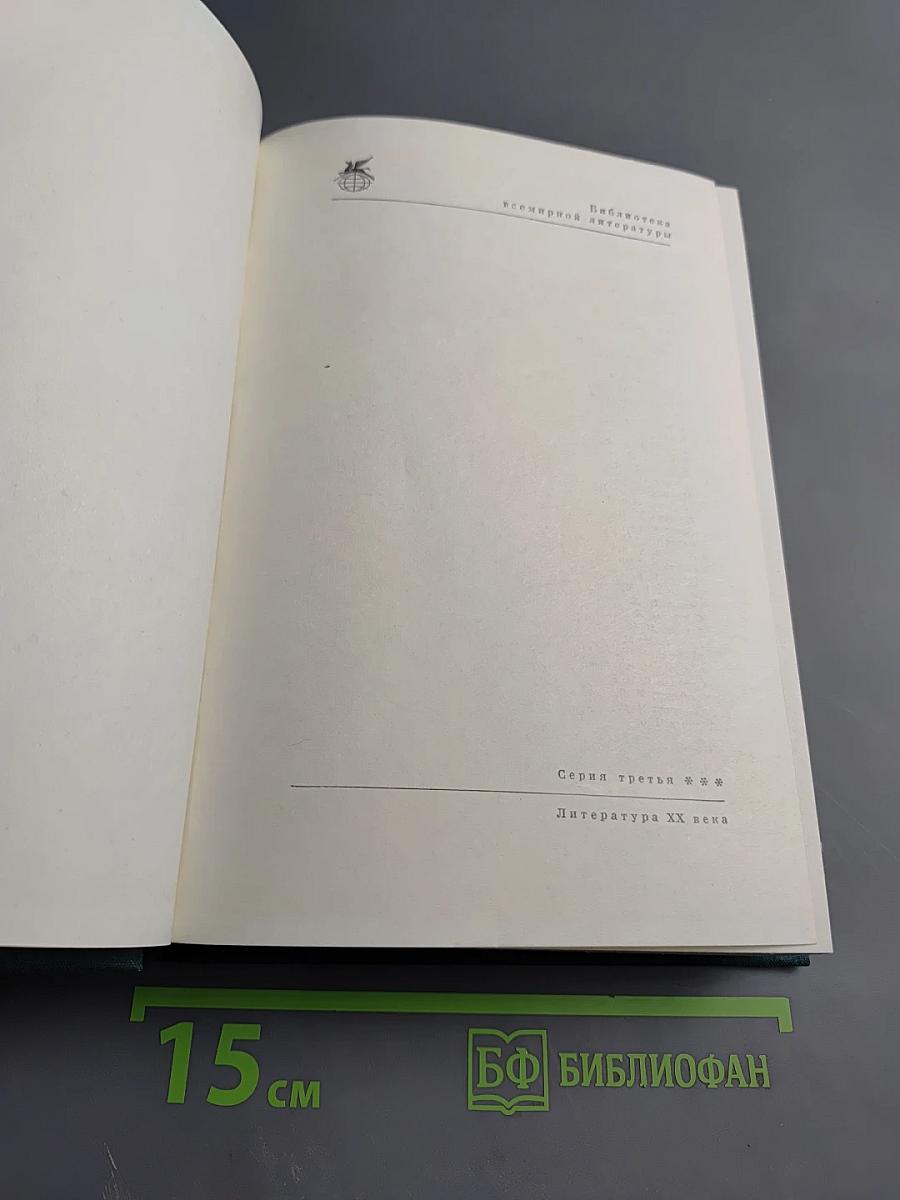 Библиотека
всемирной литературы
Серия третья ***
Литература XX века
15 см
БФ БИБЛИОФАН